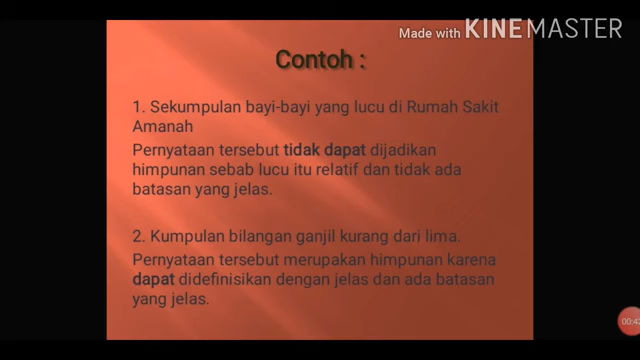 Made with KINEMASTER
Contoh :
1. Sekumpulan bayi-bayi yang lucu di Rumah Sakit
Amanah
Pernyataan tersebut tidak dapat dijadikan
himpunan sebab lucu itu relatif dan tidak ada
batasan yang jelas.
2. Kumpulan bilangan ganjil kurang dari lima.
Pernyataan tersebut merupakan himpunan karena
dapat didefinisikan dengan jelas dan ada batasan
yang jelas.